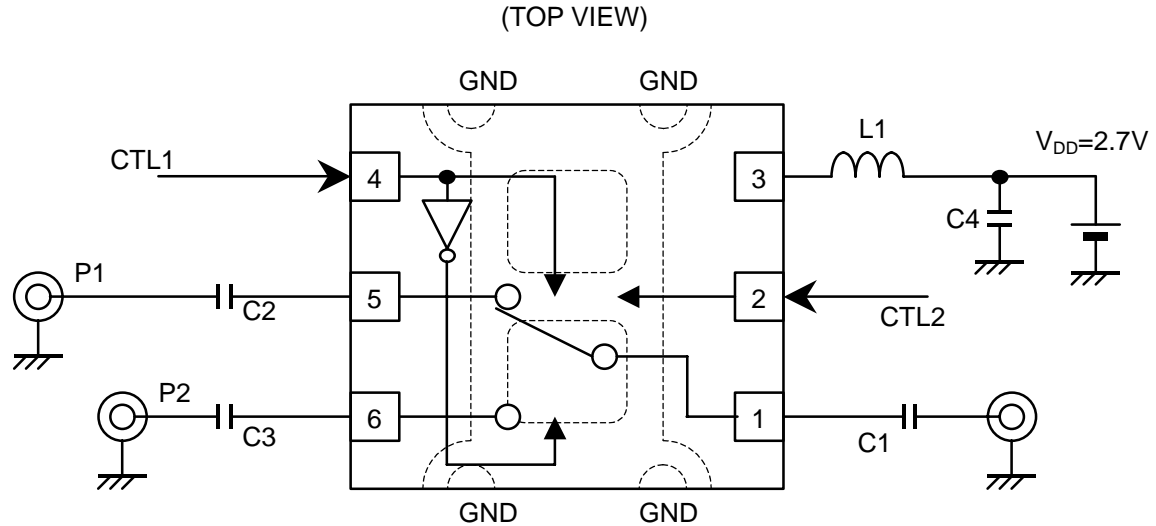 (TOP VIEW)
GND GND
CTL1 4 3 L1 V_DD=2.7V
C4
P1 C2 5 2 CTL2
P2 C3 6 1 C1
GND GND